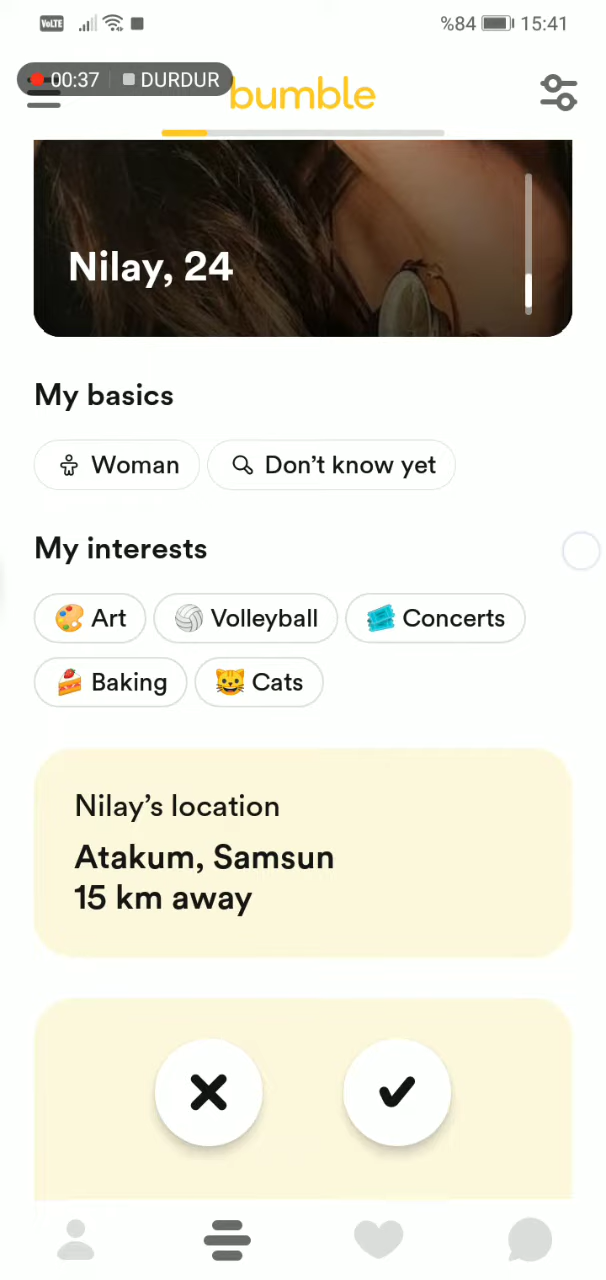 VoLTE %84 15:41
00:37 DURDUR bumble
Nilay, 24
My basics
Woman Don’t know yet
My interests
Art Volleyball Concerts
Baking Cats
Nilay’s location
Atakum, Samsun
15 km away